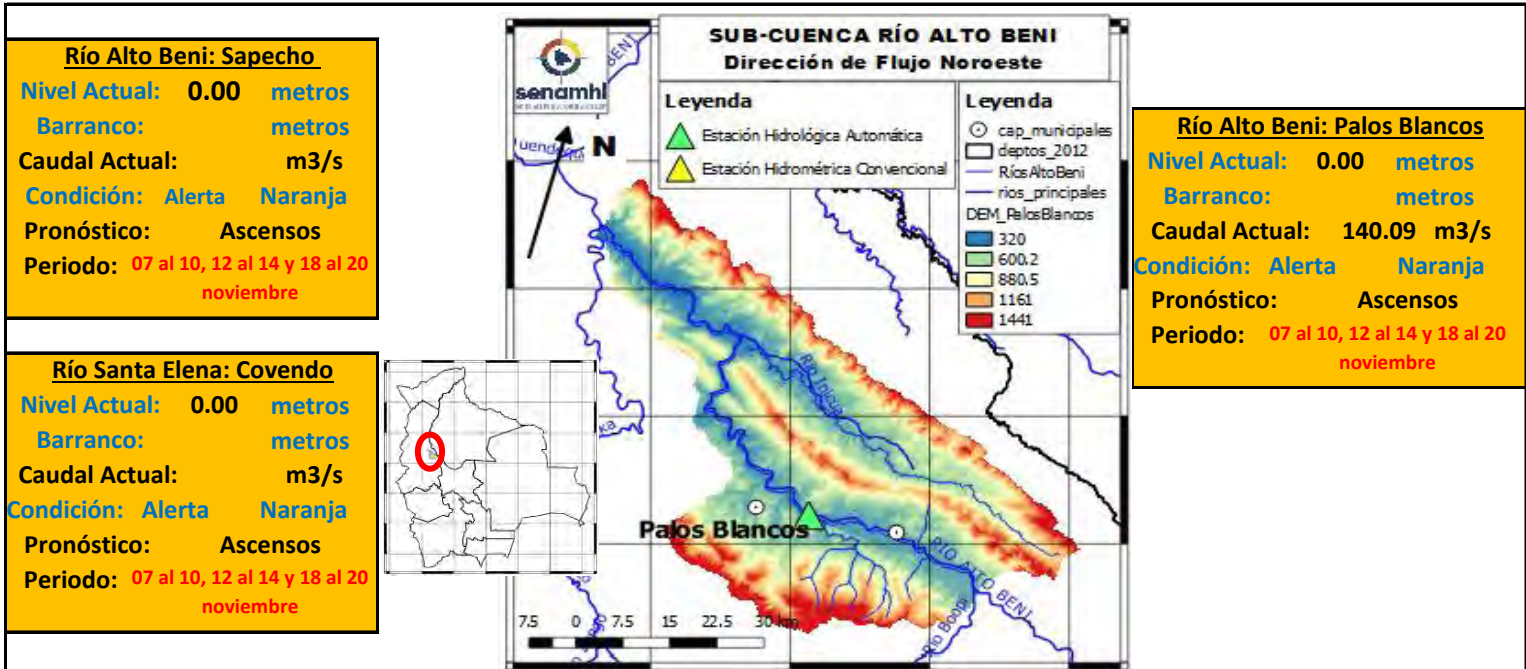 Río Alto Beni: Sapecho
Nivel Actual: 0.00 metros
Barranco: metros
Caudal Actual: m3/s
Condición: Alerta Naranja
Pronóstico: Ascensos
Periodo: 07 al 10, 12 al 14 y 18 al 20
noviembre
Río Santa Elena: Covendo
Nivel Actual: 0.00 metros
Barranco: metros
Caudal Actual: m3/s
Condición: Alerta Naranja
Pronóstico: Ascensos
Periodo: 07 al 10, 12 al 14 y 18 al 20
noviembre
senamhl
SUB-CUENCA RÍO ALTO BENI
Dirección de Flujo Noroeste
Leyenda
Estación Hidrológica Automática
Estación Hidrométrica Convencional
Leyenda
cap_municipales
deptos_2012
RíosAltoBeni
rios_principales
DEM_PalosBlancos
320
600.2
880.5
1161
1441
N
BENI
Río Inicua
Palos Blancos
RÍO ALTO BENI
Río Boopi
7.5 0 7.5 15 22.5 30 km
Río Alto Beni: Palos Blancos
Nivel Actual: 0.00 metros
Barranco: metros
Caudal Actual: 140.09 m3/s
Condición: Alerta Naranja
Pronóstico: Ascensos
Periodo: 07 al 10, 12 al 14 y 18 al 20
noviembre